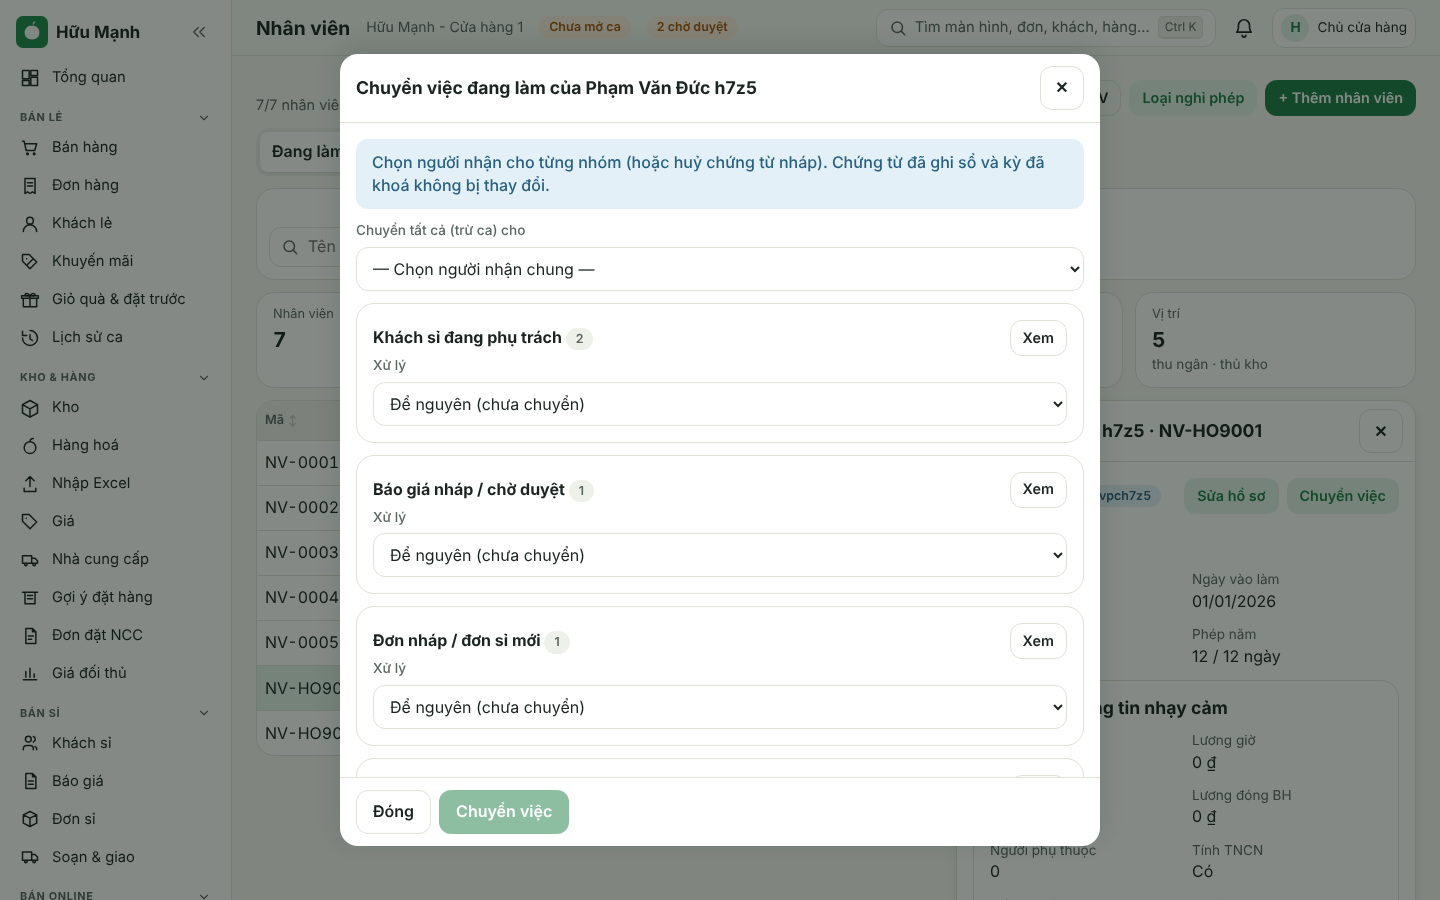 Hữu Mạnh
Tổng quan
BÁN LẺ
Bán hàng
Đơn hàng
Khách lẻ
Khuyến mãi
Giỏ quà & đặt trước
Lịch sử ca
KHO & HÀNG
Kho
Hàng hoá
Nhập Excel
Giá
Nhà cung cấp
Gợi ý đặt hàng
Đơn đặt NCC
Giá đối thủ
BÁN SỈ
Khách sỉ
Báo giá
Đơn sỉ
Soạn & giao
BÁN ONLINE
Nhân viên
Hữu Mạnh - Cửa hàng 1
Chưa mở ca
2 chờ duyệt
Tìm màn hình, đơn, khách, hàng...
Ctrl K
H
Chủ cửa hàng
7/7 nhân viê
V
Loại nghỉ phép
+ Thêm nhân viên
Đang làm
Tên
Nhân viên
7
Vị trí
5
thu ngân · thủ kho
Mã
NV-0001
NV-0002
NV-0003
NV-0004
NV-0005
NV-HO90
NV-HO90
h7z5 · NV-HO9001
×
vpch7z5
Sửa hồ sơ
Chuyển việc
Ngày vào làm
01/01/2026
Phép năm
12 / 12 ngày
g tin nhạy cảm
Lương giờ
0 ₫
Lương đóng BH
0 ₫
Người phụ thuộc
0
Tính TNCN
Có
Chuyển việc đang làm của Phạm Văn Đức h7z5
×
Chọn người nhận cho từng nhóm (hoặc huỷ chứng từ nháp). Chứng từ đã ghi sổ và kỳ đã
khoá không bị thay đổi.
Chuyển tất cả (trừ ca) cho
— Chọn người nhận chung —
Khách sỉ đang phụ trách 2
Xem
Xử lý
Để nguyên (chưa chuyển)
Báo giá nháp / chờ duyệt 1
Xem
Xử lý
Để nguyên (chưa chuyển)
Đơn nháp / đơn sỉ mới 1
Xem
Xử lý
Để nguyên (chưa chuyển)
Đóng
Chuyển việc